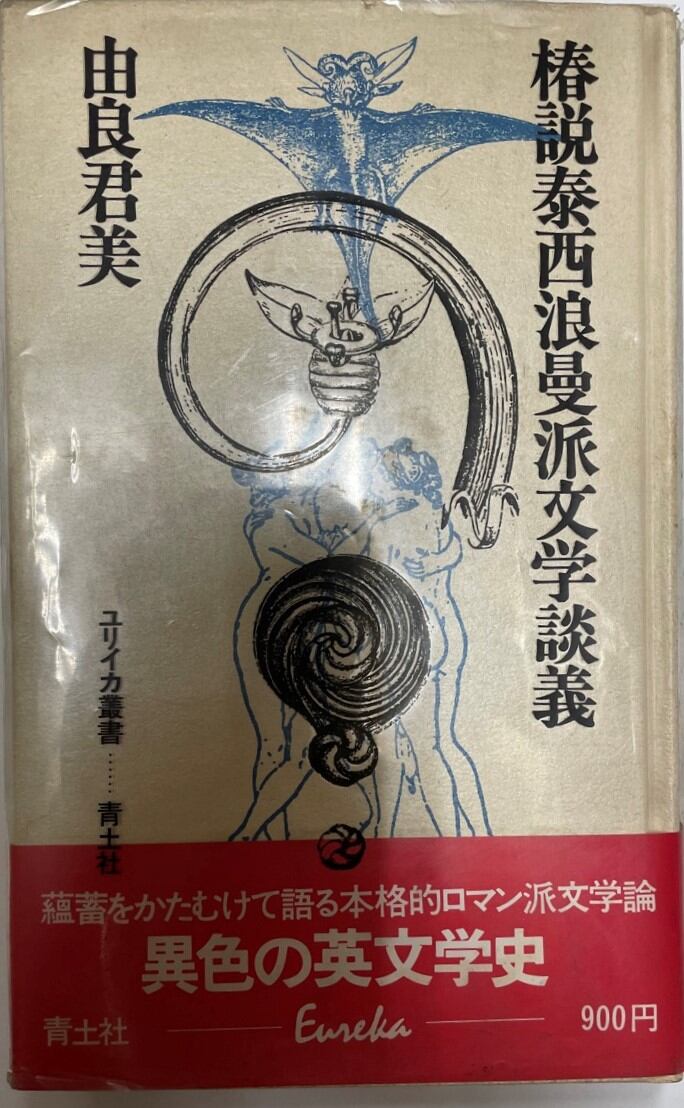 椿説泰西浪曼派文学談義
由良君美
ユリイカ叢書……青土社
蘊蓄をかたむけて語る本格的ロマン派文学論
異色の英文学史
青土社
Eureka
900円